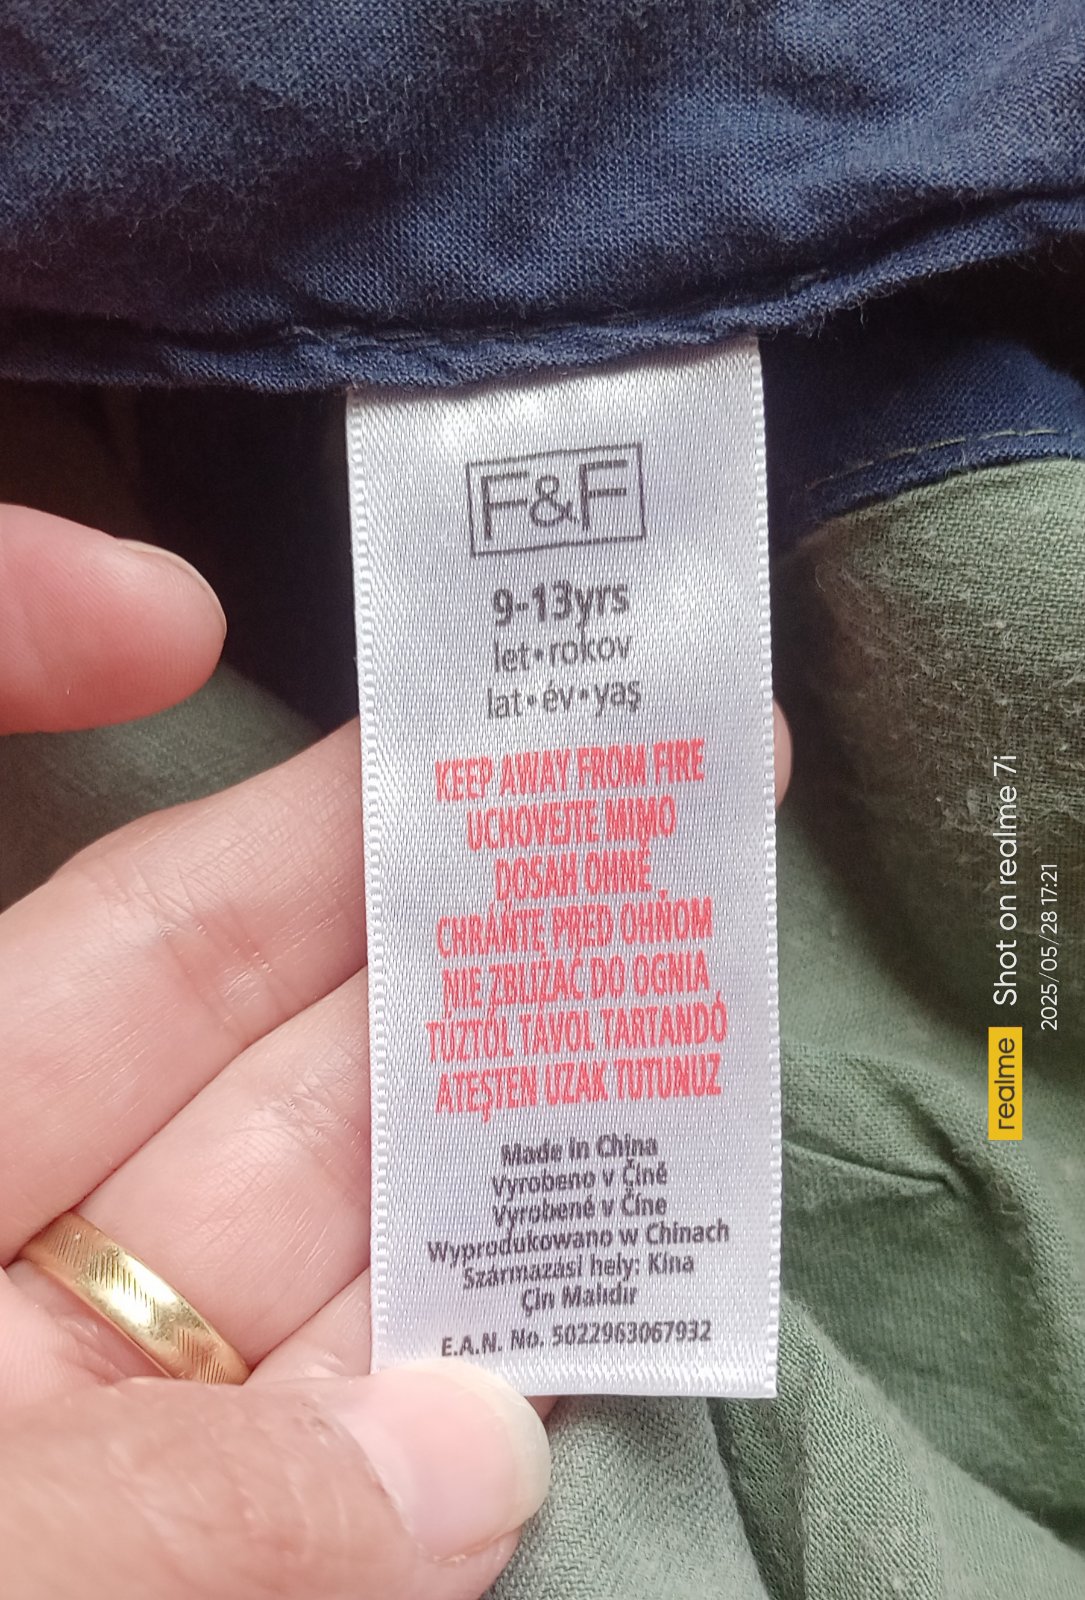 F&F
9-13yrs
let•rokov
lat•év•yaş
KEEP AWAY FROM FIRE
UCHOVEJTE MIMO
DOSAH OHNĚ
CHRÁŇTE PRED OHŇOM
NIE ZBLIŻAĆ DO OGNIA
TŰZTŐL TÁVOL TARTANDÓ
ATEŞTEN UZAK TUTUNUZ
Made in China
Vyrobeno v Číně
Vyrobené v Číne
Wyprodukowano w Chinach
Származási hely: Kína
Çin Malıdır
E.A.N. No. 5022963067932
realme Shot on realme 7i
2025/05/28 17:21